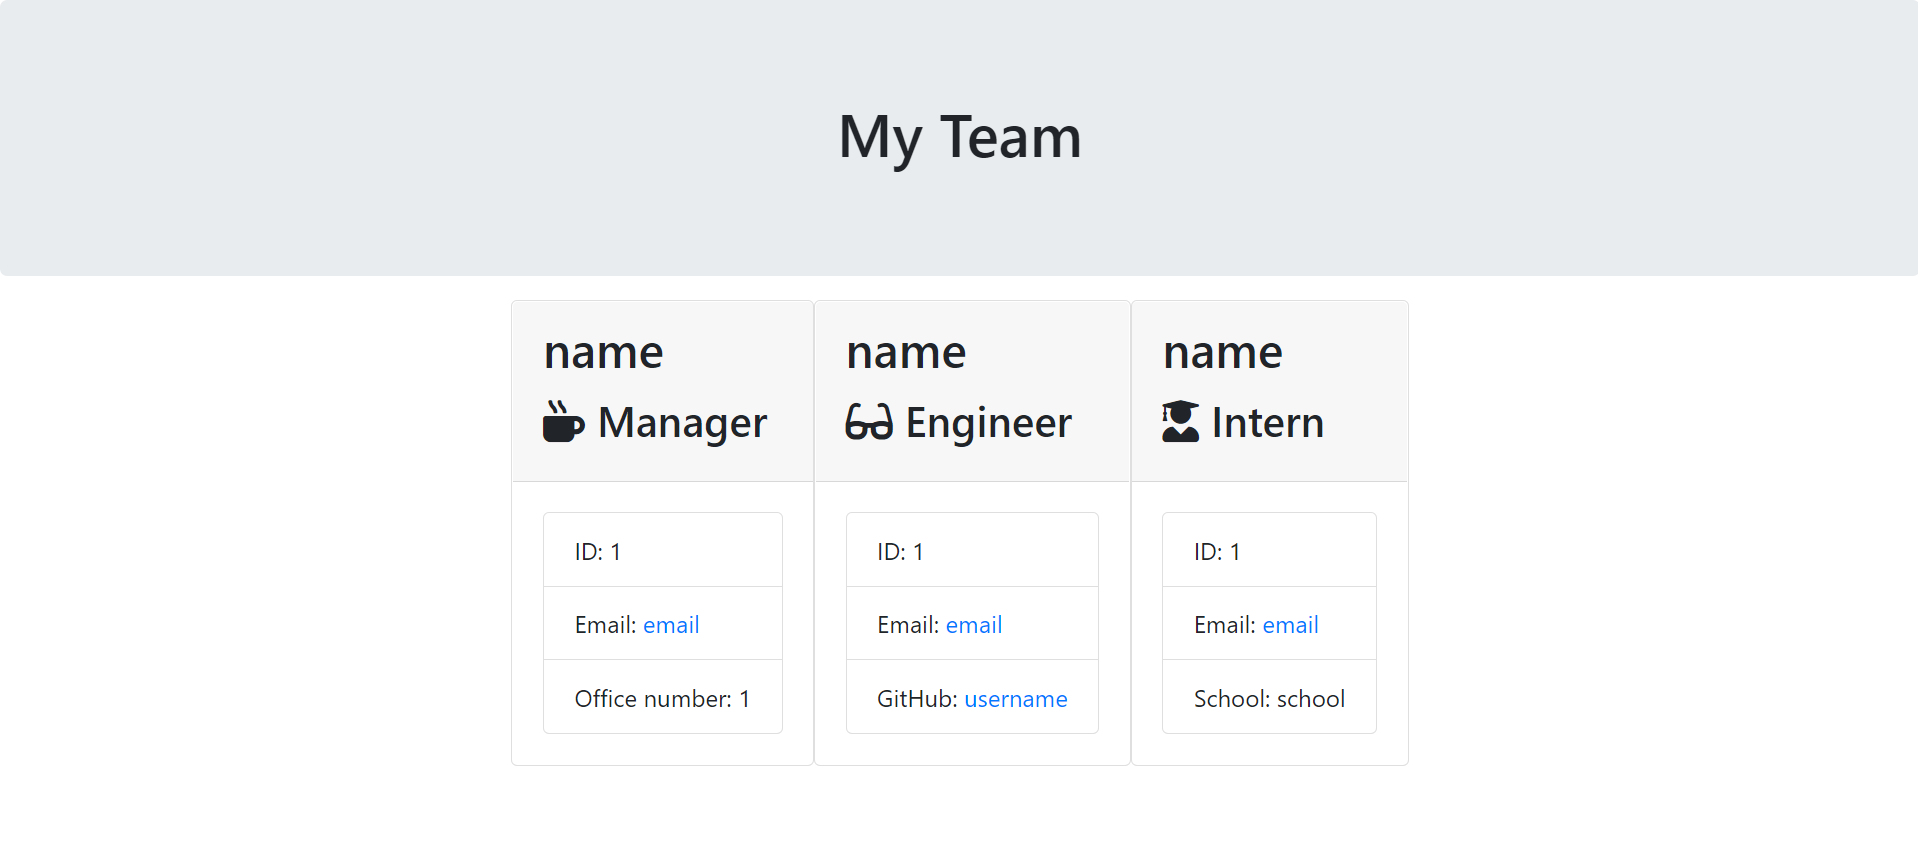 My Team
name
Manager
ID: 1
Email: email
Office number: 1
name
Engineer
ID: 1
Email: email
GitHub: username
name
Intern
ID: 1
Email: email
School: school